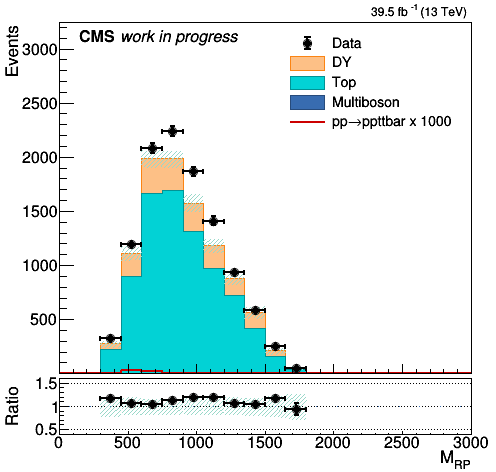 39.5 fb⁻¹ (13 TeV)
CMS work in progress
Data
DY
Top
Multiboson
pp→ppttbar x 1000
Events
3000
2500
2000
1500
1000
500
Ratio
1.5
1
0.5
0 500 1000 1500 2000 2500 3000
M_RP